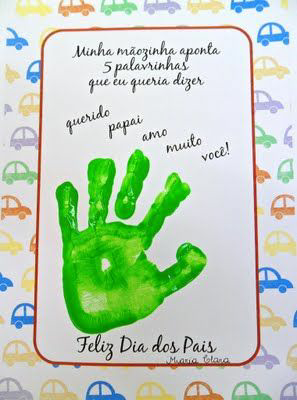 Minha mãozinha aponta
5 palavrinhas
que eu queria dizer
querido papai amo muito você!
Feliz Dia dos Pais
Maria Clara